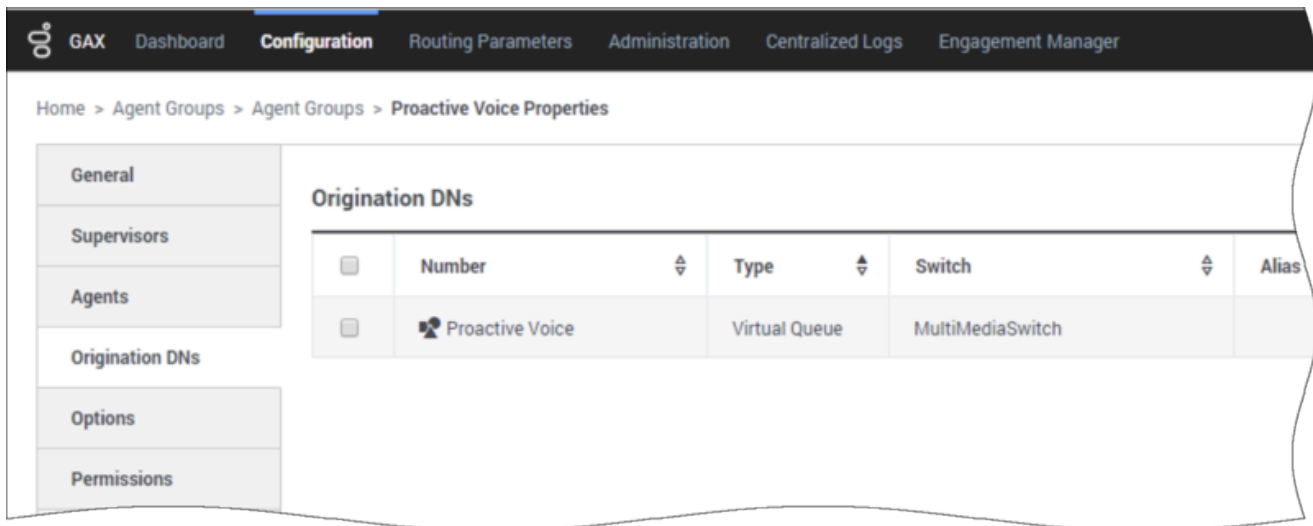 GAX Dashboard Configuration Routing Parameters Administration Centralized Logs Engagement Manager
Home > Agent Groups > Agent Groups > Proactive Voice Properties
General
Supervisors
Agents
Origination DNs
Options
Permissions
Origination DNs
Number Type Switch Alias
Proactive Voice Virtual Queue MultiMediaSwitch